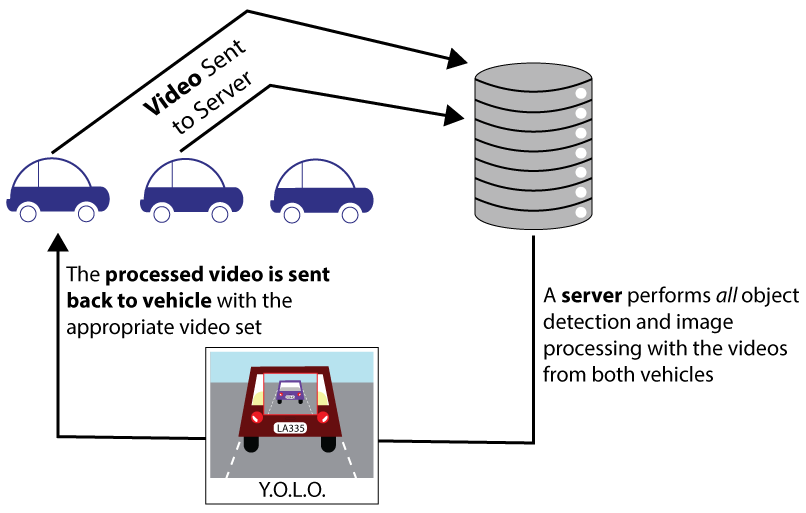 Video Sent
to Server
The processed video is sent
back to vehicle with the
appropriate video set
A server performs all object
detection and image
processing with the videos
from both vehicles
LA335
Y.O.L.O.